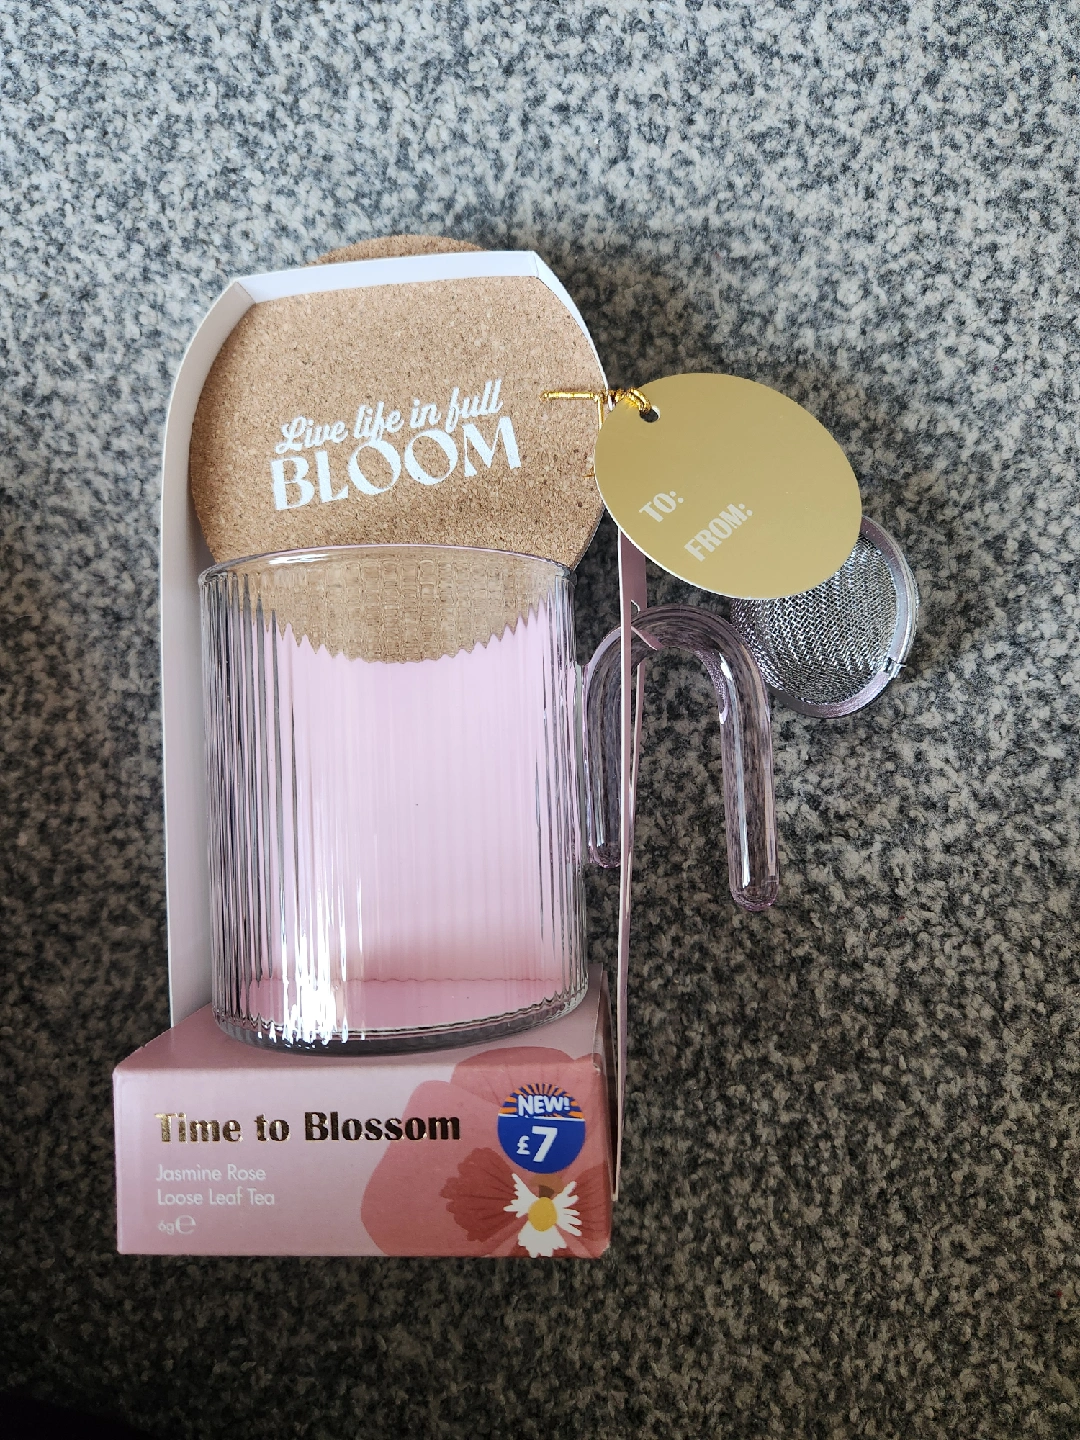 Live life in full
BLOOM
TO:
FROM:
Time to Blossom
NEW!
£7
Jasmine Rose
Loose Leaf Tea
6g℮